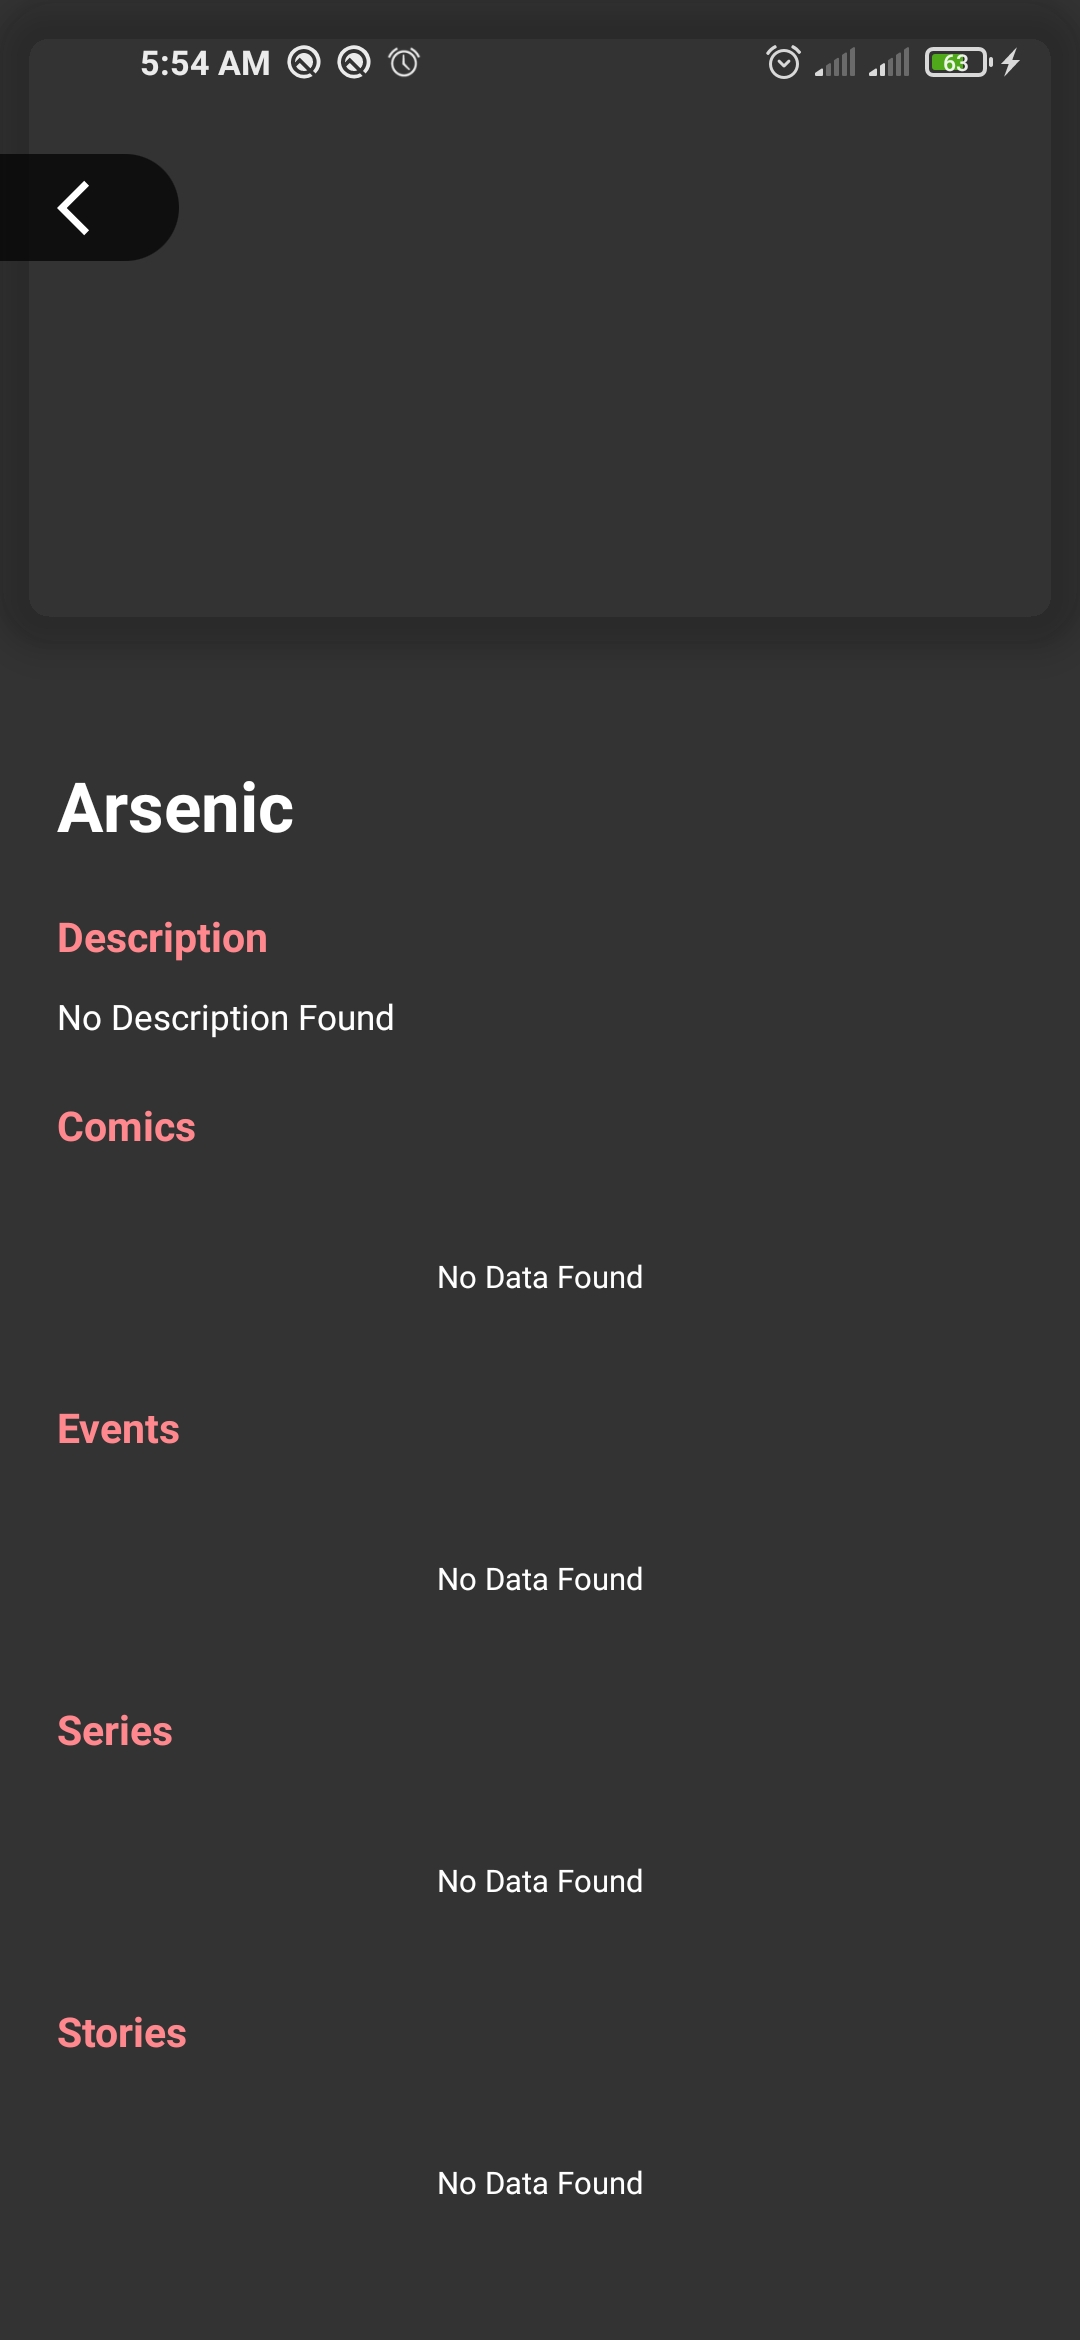 5:54 AM
63
Arsenic
Description
No Description Found
Comics
No Data Found
Events
No Data Found
Series
No Data Found
Stories
No Data Found